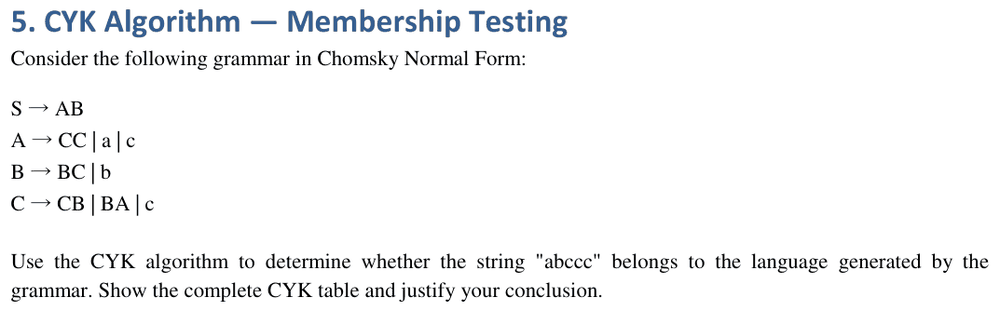 5. CYK Algorithm — Membership Testing
Consider the following grammar in Chomsky Normal Form:
S → AB
A → CC | a | c
B → BC | b
C → CB | BA | c
Use the CYK algorithm to determine whether the string "abccc" belongs to the language generated by the
grammar. Show the complete CYK table and justify your conclusion.